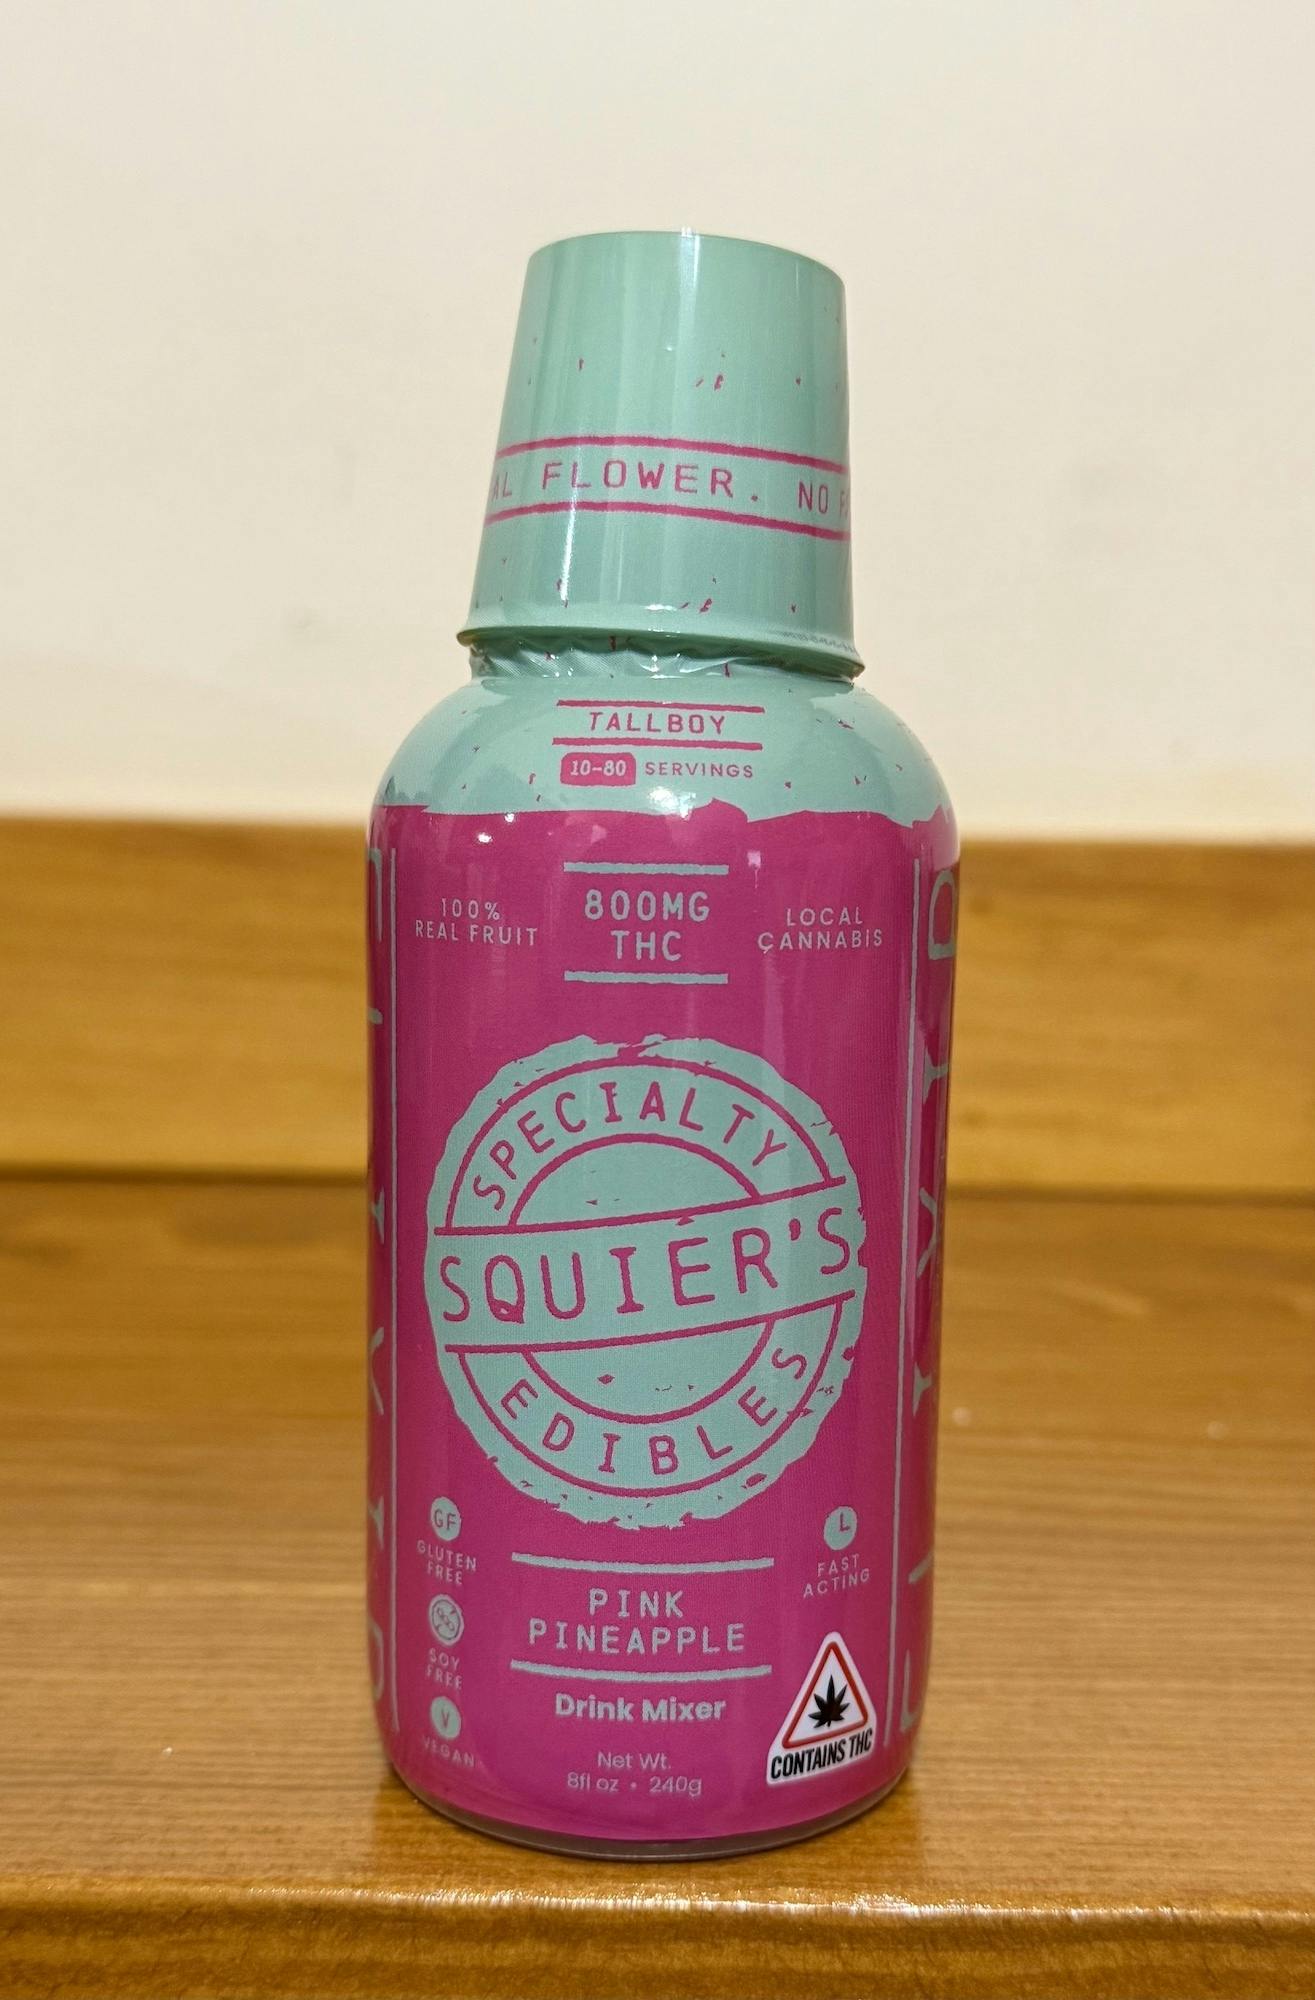 FLOWER. NO
TALLBOY
10-80 SERVINGS
100%
REAL FRUIT
800MG
THC
LOCAL
CANNABIS
SPECIALTY
SQUIER'S
EDIBLES
GF
GLUTEN
FREE
SOY
FREE
V
VEGAN
FAST
ACTING
PINK
PINEAPPLE
Drink Mixer
Net Wt.
8fl oz • 240g
CONTAINS THC